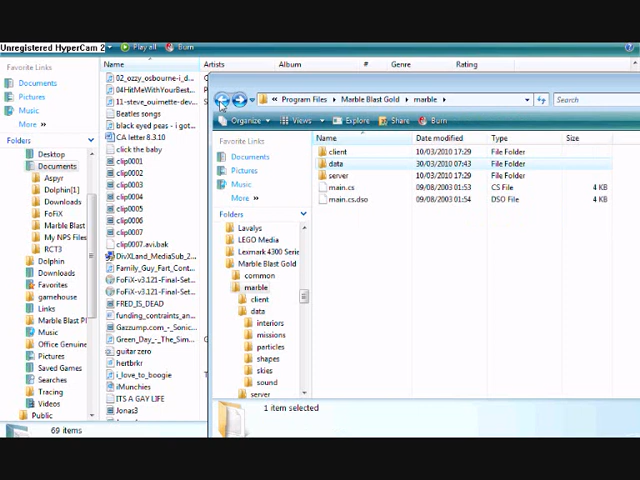 Unregistered HyperCam 2
Play all
Burn
Favorite Links
Documents
Pictures
Music
More »
Folders
Desktop
Documents
Aspyr
Dolphin[1]
Downloads
FoFiX
Marble Blast
My NPS Files
RCT3
Dolphin
Downloads
Favorites
gamehouse
Links
Marble Blast Pl
Music
Office Genuine
Pictures
Saved Games
Searches
Tracing
Videos
Public
69 items
Name
Artists
Album
Genre
Rating
02_ozzy_osbourne-i_d...
04HitMeWithYourBest...
11-steve_ouimette-dev...
Beatles songs
black eyed peas - i got...
CA letter 8.3.10
click the baby
clip0001
clip0002
clip0003
clip0004
clip0005
clip0006
clip0007
clip0007.avi.bak
DivXLand_MediaSub_2...
Family_Guy_Fart_Cont...
FoFiX-v3.121-Final-Set...
FoFiX-v3.121-Final-Set...
FRED_IS_DEAD
funding_contraints_an...
Gazzump.com_-_Sonic...
Green_Day_-_The_Sim...
guitar zero
hertbrkr
i_love_to_boogie
iMunchies
ITS A GAY LIFE
Jonas3
« Program Files ▸ Marble Blast Gold ▸ marble ▸
Search
Organize
Views
Explore
Share
Burn
Favorite Links
Documents
Pictures
Music
More »
Folders
Lavalys
LEGO Media
Lexmark 4300 Serie
Marble Blast Gold
common
marble
client
data
interiors
missions
particles
shapes
skies
sound
server
Name Date modified Type Size
client 10/03/2010 17:29 File Folder
data 30/03/2010 07:43 File Folder
server 10/03/2010 17:29 File Folder
main.cs 09/08/2003 01:53 CS File 4 KB
main.cs.dso 09/08/2003 01:54 DSO File 4 KB
1 item selected